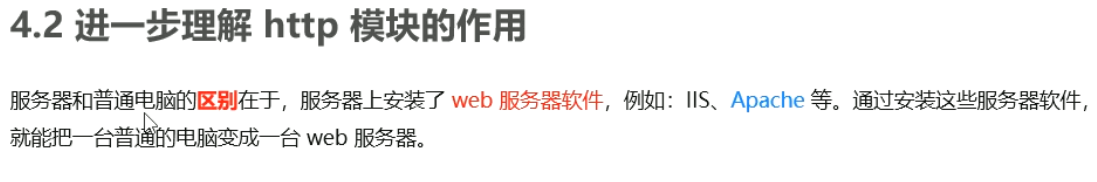 4.2 进一步理解 http 模块的作用
服务器和普通电脑的区别在于，服务器上安装了 web 服务器软件，例如：IIS、Apache 等。通过安装这些服务器软件，
就能把一台普通的电脑变成一台 web 服务器。